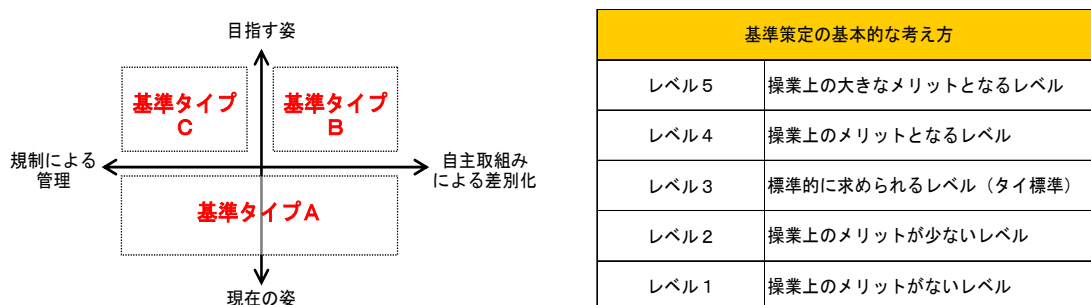 目指す姿
基準タイプ
C
基準タイプ
B
規制による
管理
自主取組み
による差別化
基準タイプA
現在の姿
基準策定の基本的な考え方
レベル5 操業上の大きなメリットとなるレベル
レベル4 操業上のメリットとなるレベル
レベル3 標準的に求められるレベル（タイ標準）
レベル2 操業上のメリットが少ないレベル
レベル1 操業上のメリットがないレベル